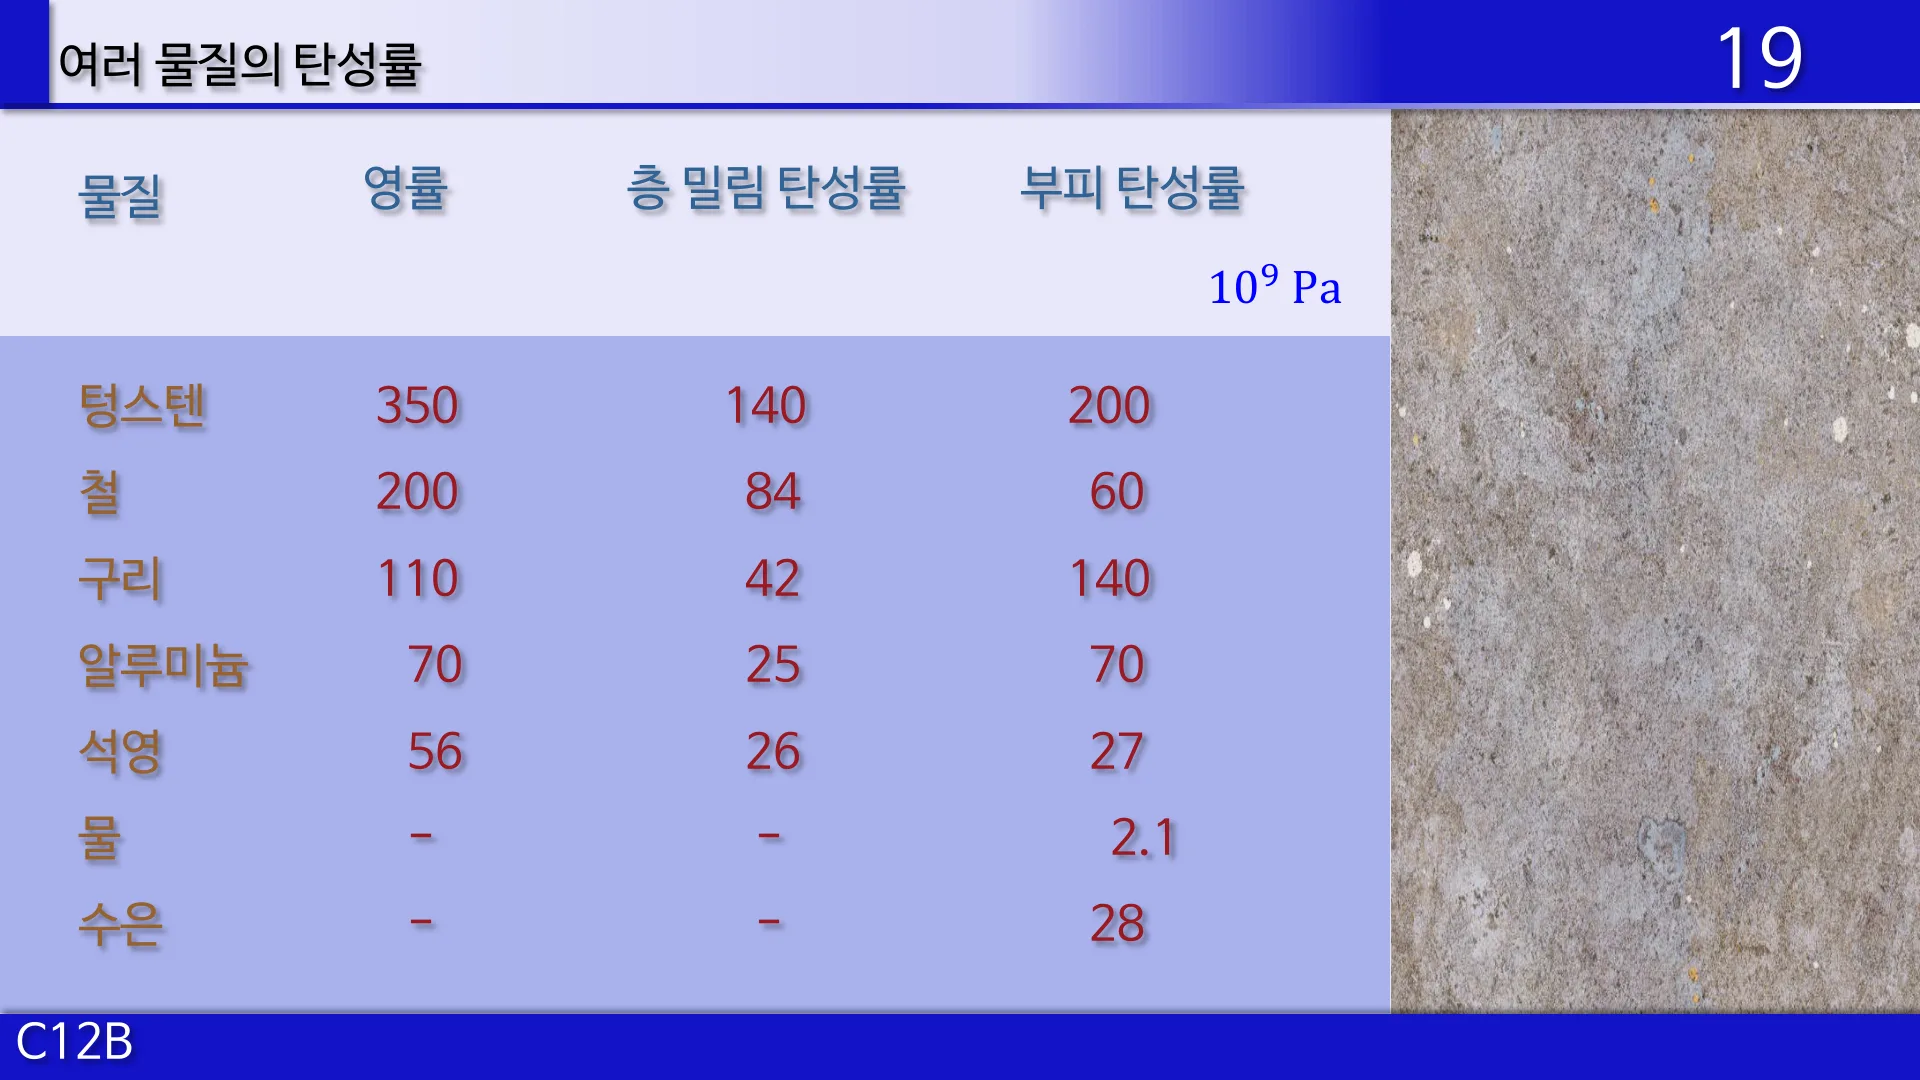 여러 물질의 탄성률
19
물질 영률 층 밀림 탄성률 부피 탄성률
10⁹ Pa
텅스텐 350 140 200
철 200 84 60
구리 110 42 140
알루미늄 70 25 70
석영 56 26 27
물 - - 2.1
수은 - - 28
C12B